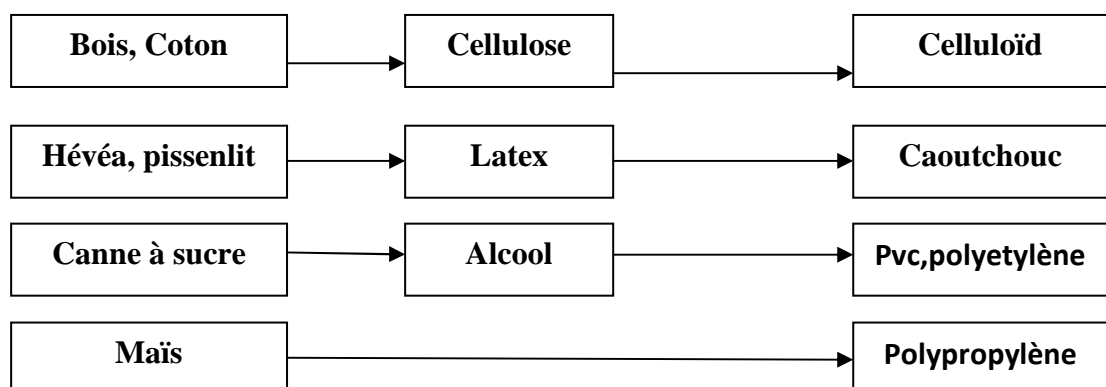 Bois, Coton
Cellulose
Celluloïd
Hévéa, pissenlit
Latex
Caoutchouc
Canne à sucre
Alcool
Pvc,polyetylène
Maïs
Polypropylène